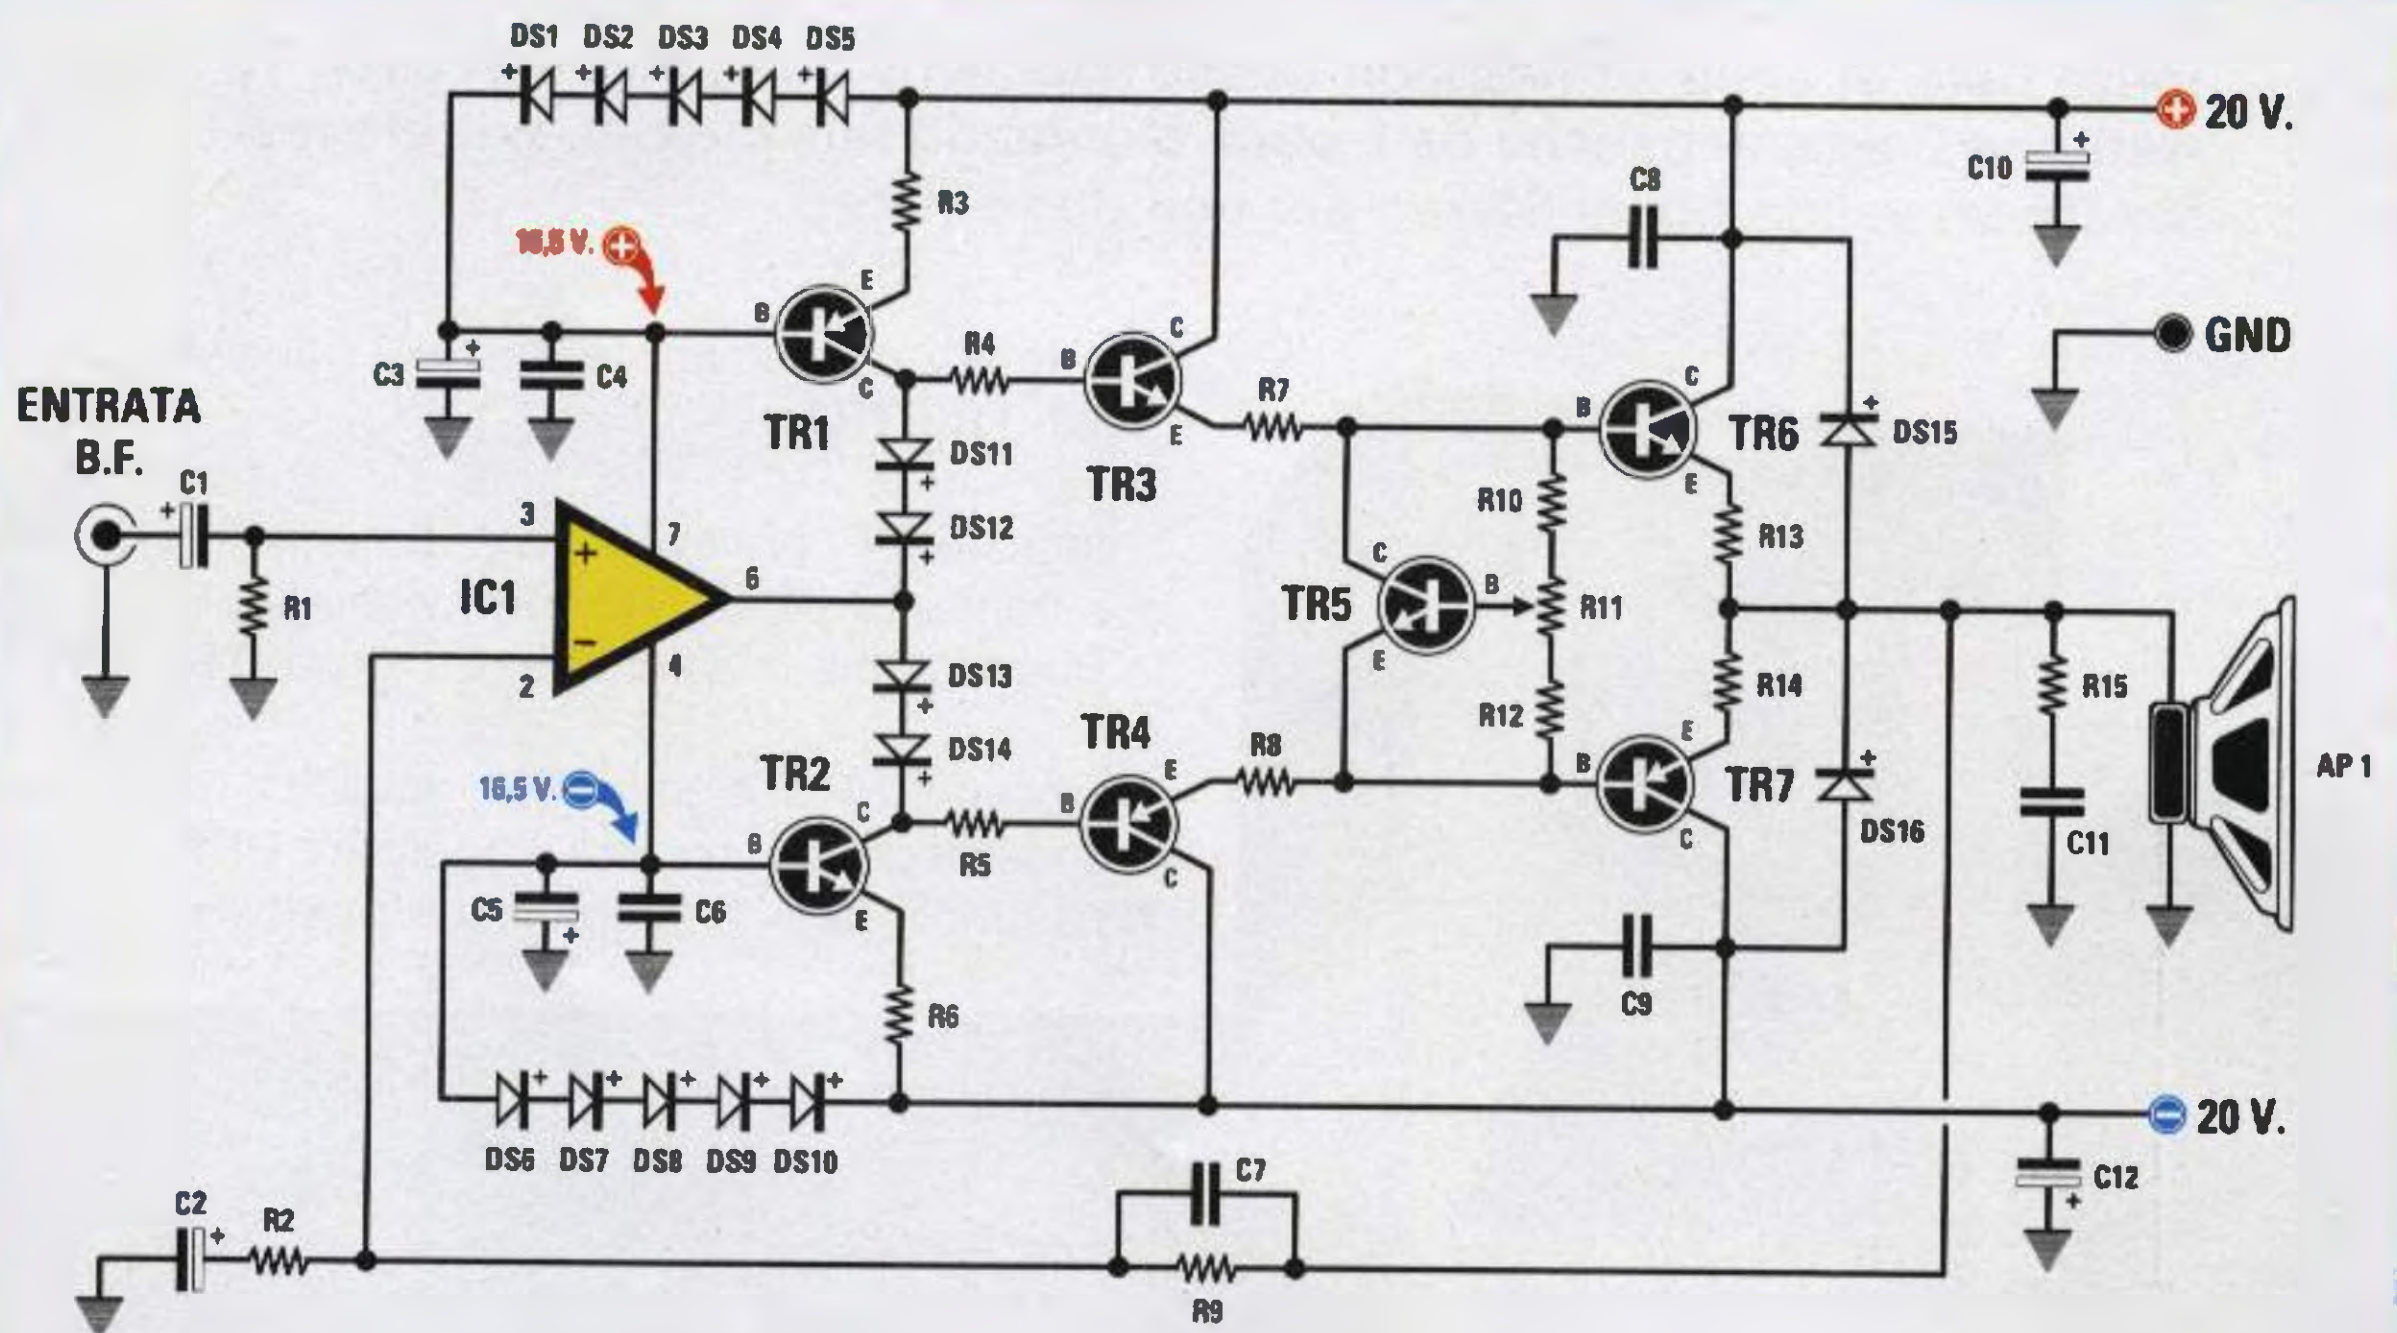 DS1 DS2 DS3 DS4 DS5
+ + + + +
+ 20 V.
C10 +
C8
R3
16,5 V. +
E
B
C
TR1
R4
C
B
E
TR3
R7
GND
C3 +
C4
ENTRATA
B.F.
+ C1
R1
DS11
+
DS12
+
3
+
7
IC1
6
−
2
4
B
C
E
TR6
+
DS15
R10
R13
C
TR5
B
E
R11
R12
R14
R15
AP 1
DS13
+
DS14
+
16,5 V. −
TR2
C
B
E
R5
TR4
E
B
C
R8
E
B
C
TR7
+
DS16
C11
C5
+
C6
R6
C9
+ + + + +
DS6 DS7 DS8 DS9 DS10
− 20 V.
C12
+
C2 +
R2
C7
R9